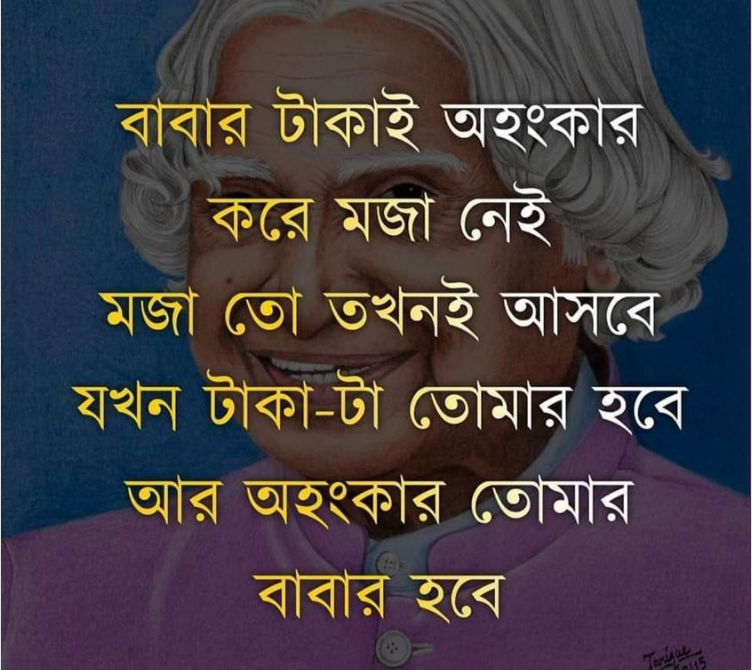 বাবার টাকাই অহংকার
করে মজা নেই
মজা তো তখনই আসবে
যখন টাকা-টা তোমার হবে
আর অহংকার তোমার
বাবার হবে